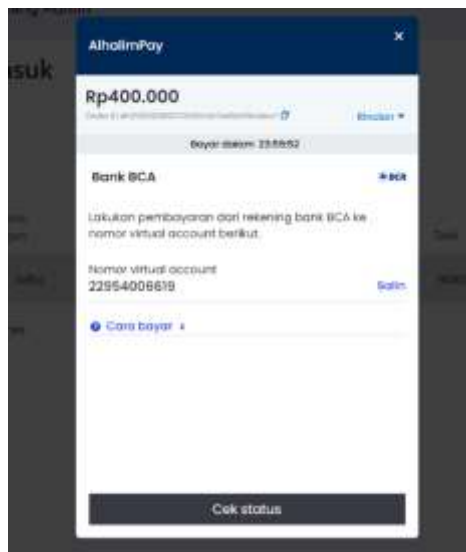 AlhalimPay
Rp400.000
Rincian
Bayar dalam 23:59:52
Bank BCA
BCA
Lakukan pembayaran dari rekening bank BCA ke
nomor virtual account berikut.
Nomor virtual account
22954006619
Salin
Cara bayar
Cek status